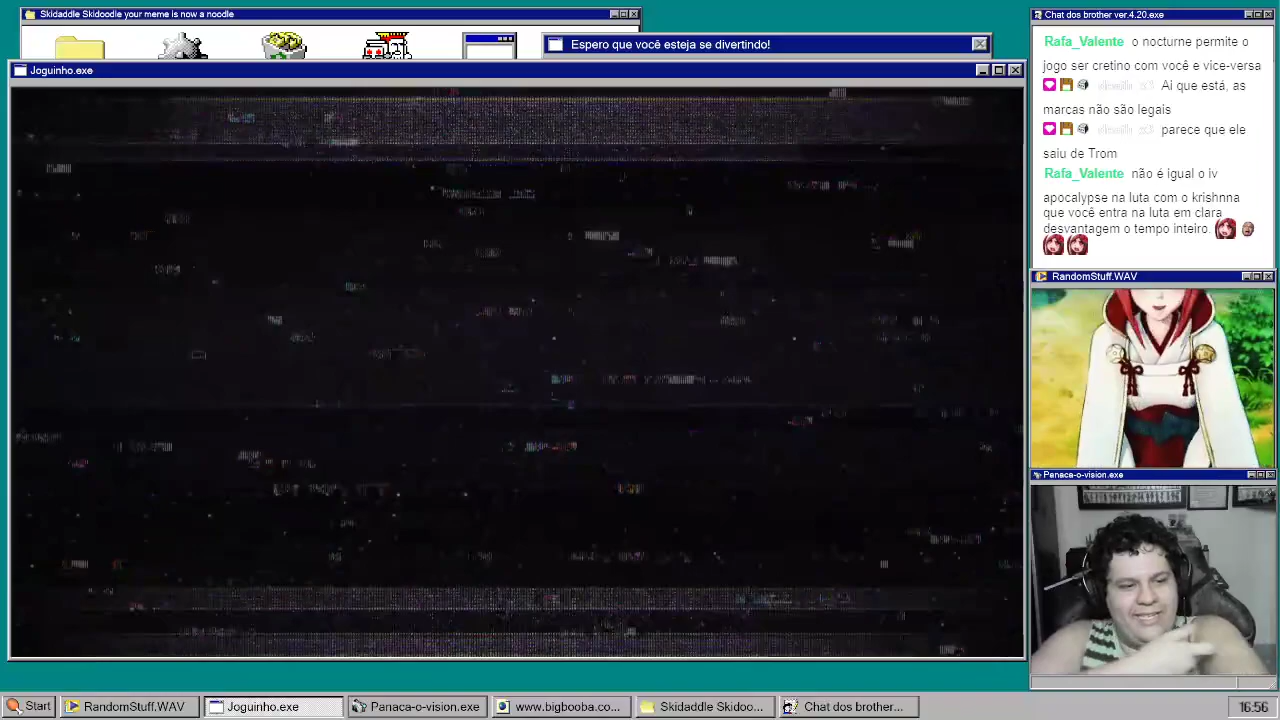 Skidaddle Skidoodle your meme is now a noodle
Espero que você esteja se divertindo!
Joguinho.exe
Chat dos brother ver.4.20.exe
Rafa_Valente o nocturne permite o
jogo ser cretino com você e vice-versa
Ai que está, as
marcas não são legais
parece que ele
saiu de Trom
Rafa_Valente não é igual o iv
apocalypse na luta com o krishnna
que você entra na luta em clara
desvantagem o tempo inteiro.
RandomStuff.WAV
Panaca-o-vision.exe
Start
RandomStuff.WAV
Joguinho.exe
Panaca-o-vision.exe
www.bigbooba.co...
Skidaddle Skidoo...
Chat dos brother...
16:56